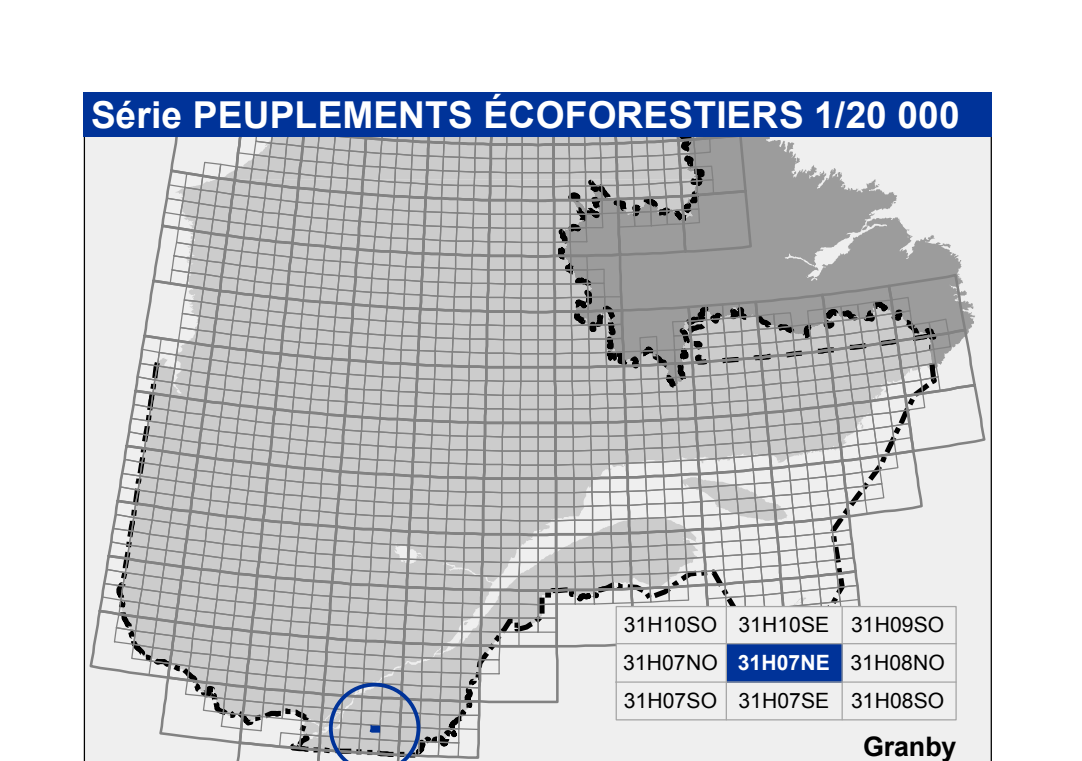 Série PEUPLEMENTS ÉCOFORESTIERS 1/20 000
31H10SO 31H10SE 31H09SO
31H07NO 31H07NE 31H08NO
31H07SO 31H07SE 31H08SO
Granby